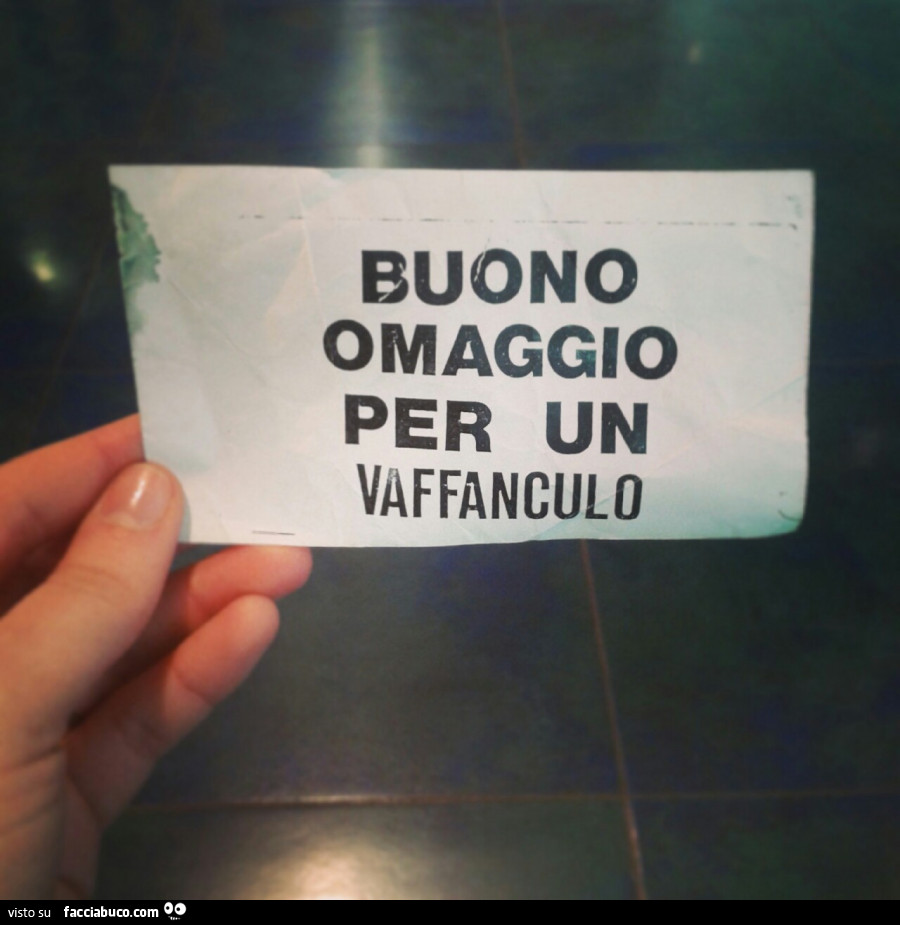 BUONO
OMAGGIO
PER UN
VAFFANCULO
visto su facciabuco.com